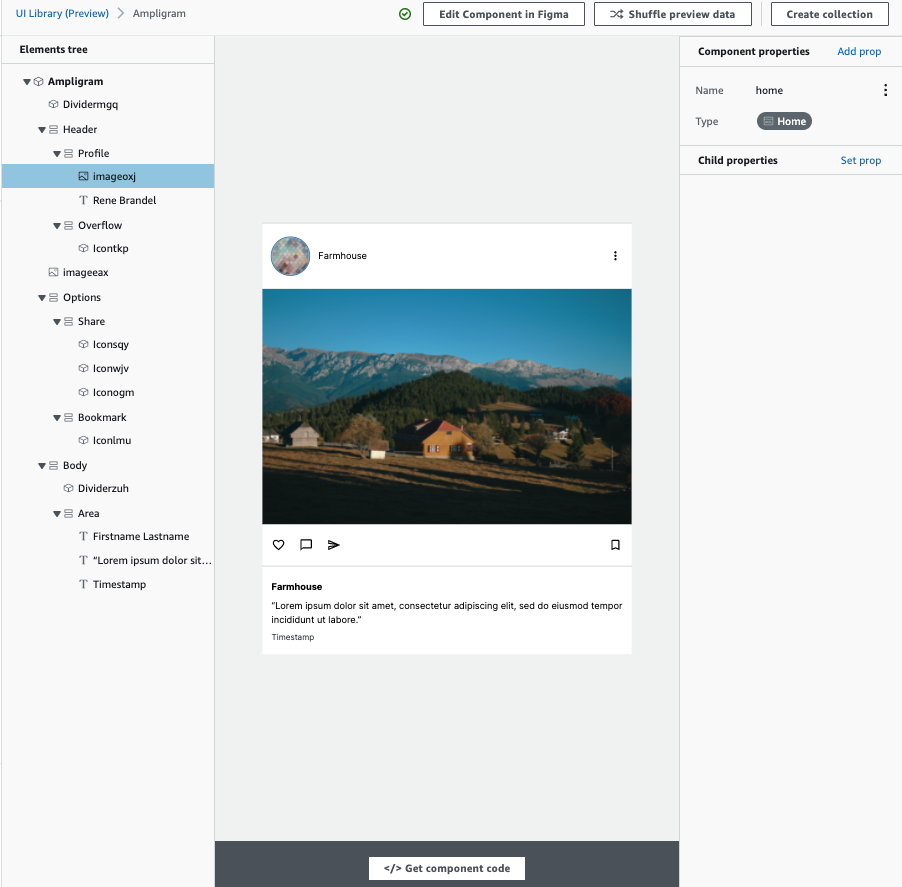 UI Library (Preview) Ampligram
Edit Component in Figma
Shuffle preview data
Create collection
Elements tree
Ampligram
Dividermgq
Header
Profile
imageoxj
Rene Brandel
Overflow
Icontkp
imageeax
Options
Share
Iconsqy
Iconwjv
Iconogm
Bookmark
Iconlmu
Body
Dividerzuh
Area
Firstname Lastname
“Lorem ipsum dolor sit...
Timestamp
Farmhouse
Farmhouse
“Lorem ipsum dolor sit amet, consectetur adipiscing elit, sed do eiusmod tempor
incididunt ut labore.”
Timestamp
</> Get component code
Component properties Add prop
Name home
Type Home
Child properties Set prop